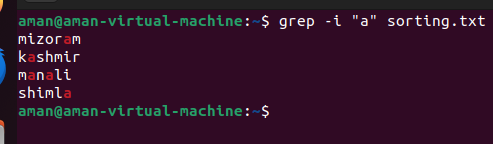 aman@aman-virtual-machine:~$ grep -i "a" sorting.txt
mizoram
kashmir
manali
shimla
aman@aman-virtual-machine:~$